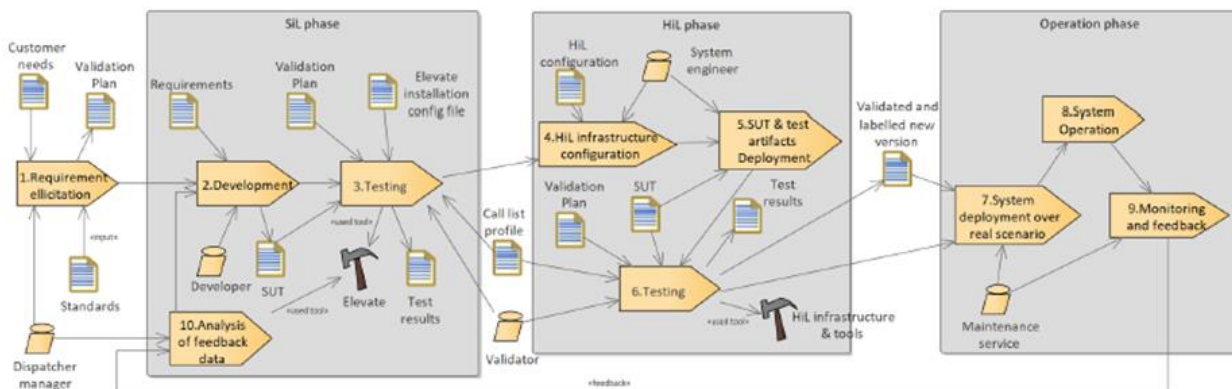 SiL phase
HiL phase
Operation phase
Customer
needs
Validation
Plan
Requirements
Validation
Plan
Elevate
installation
config file
HiL
configuration
System
engineer
Validated and
labelled new
version
1.Requirement
ellicitation
2.Development
3.Testing
4.HiL infrastructure
configuration
5.SUT & test
artifacts
Deployment
8.System
Operation
7.System
deployment over
real scenario
9.Monitoring
and feedback
«input»
Standards
Developer
SUT
«used tool»
Elevate
Test
results
Call list
profile
Validation
Plan
SUT
Test
results
6.Testing
«used tool»
HiL infrastructure
& tools
«used tool»
10.Analysis
of feedback
data
Dispatcher
manager
Validator
Maintenance
service
«feedback»